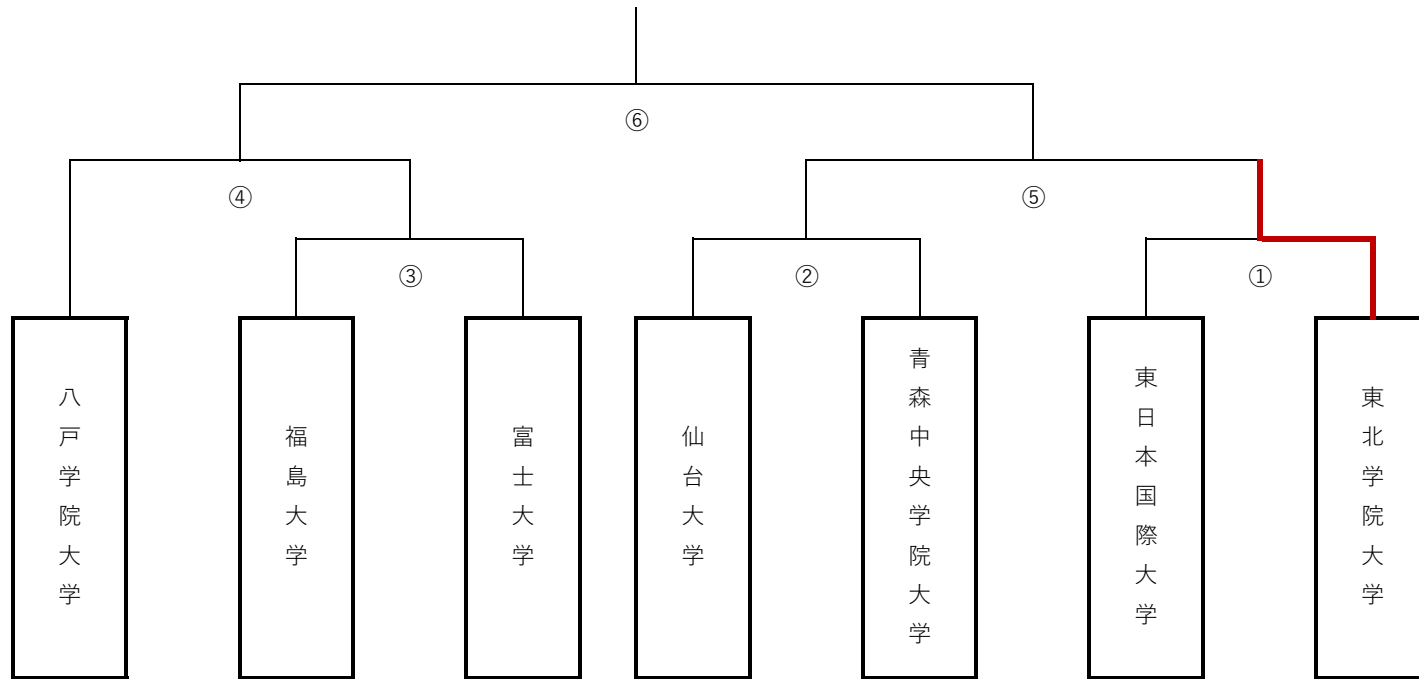 ⑥
④
⑤
③
②
①
八戸学院大学
福島大学
富士大学
仙台大学
青森中央学院大学
東日本国際大学
東北学院大学